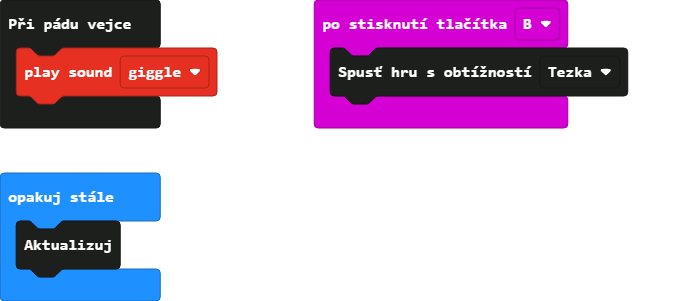 Při pádu vejce
play sound giggle
po stisknutí tlačítka B
Spusť hru s obtížností Tezka
opakuj stále
Aktualizuj